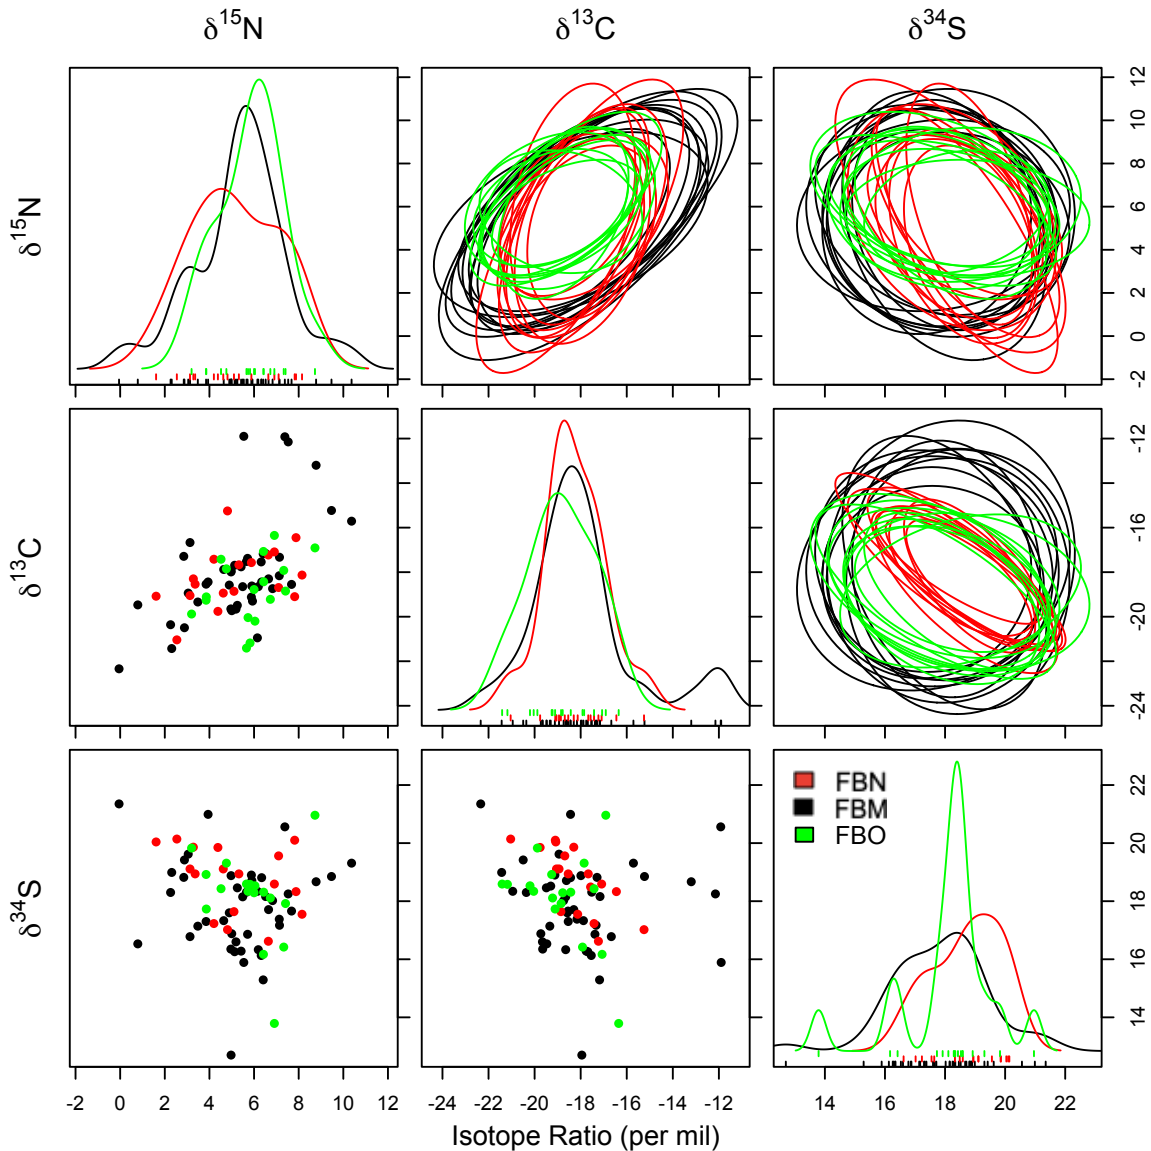 δ¹⁵N δ¹³C δ³⁴S
δ¹⁵N
12
10
8
6
4
2
0
-2
δ¹³C
-12
-16
-20
-24
δ³⁴S
FBN
FBM
FBO
22
20
18
16
14
-2 0 2 4 6 8 10 12 -24 -22 -20 -18 -16 -14 -12 14 16 18 20 22
Isotope Ratio (per mil)